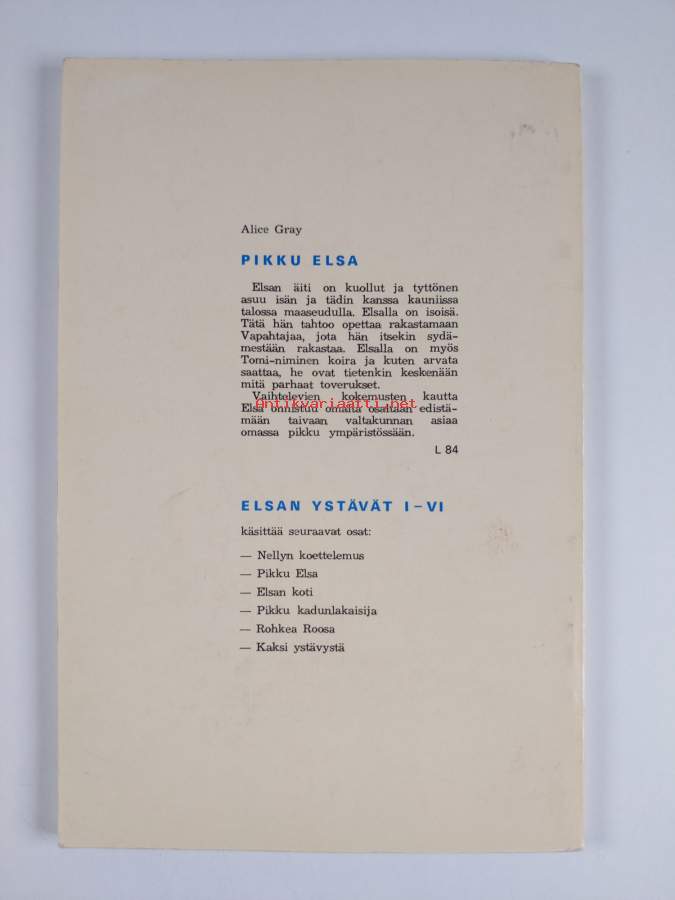 Alice Gray
PIKKU ELSA
Elsan äiti on kuollut ja tyttönen
asuu isän ja tädin kanssa kauniissa
talossa maaseudulla. Elsalla on isoisä.
Tätä hän tahtoo opettaa rakastamaan
Vapahtajaa, jota hän itsekin sydä-
mestään rakastaa. Elsalla on myös
Tomi-niminen koira ja kuten arvata
saattaa, he ovat tietenkin keskenään
mitä parhaat toverukset.
Vaihtelevien kokemusten kautta
Antikvariaatti.net
Elsa onnistuu omalta osaltaan edistä-
mään taivaan valtakunnan asiaa
omassa pikku ympäristössään.
L 84
ELSAN YSTÄVÄT I – VI
käsittää seuraavat osat:
— Nellyn koettelemus
— Pikku Elsa
— Elsan koti
— Pikku kadunlakaisija
— Rohkea Roosa
— Kaksi ystävystä